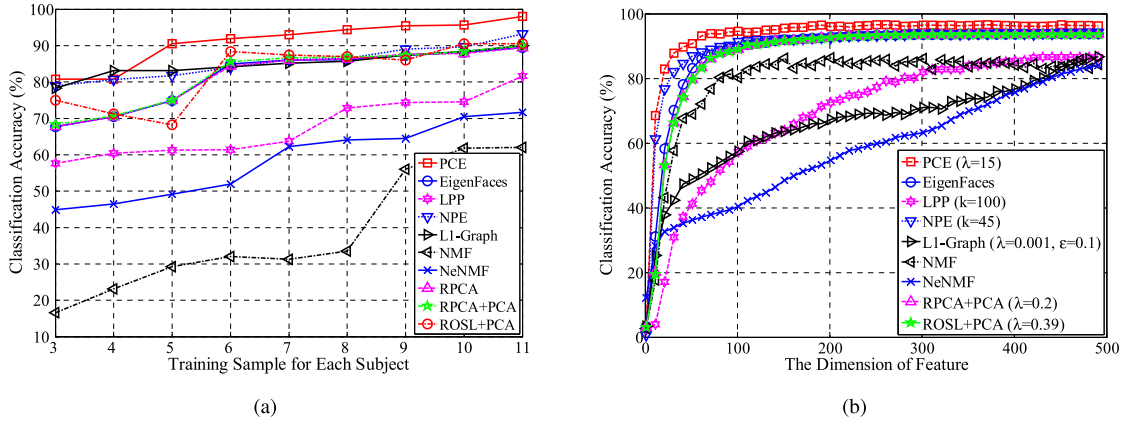 100
90
80
70
60
50
40
30
20
10
Classification Accuracy (%)
3 4 5 6 7 8 9 10 11
Training Sample for Each Subject
PCE
EigenFaces
LPP
NPE
L1-Graph
NMF
NeNMF
RPCA
RPCA+PCA
ROSL+PCA
(a)
100
80
60
40
20
0
Classification Accuracy (%)
0 100 200 300 400 500
The Dimension of Feature
PCE (λ=15)
EigenFaces
LPP (k=100)
NPE (k=45)
L1-Graph (λ=0.001, ε=0.1)
NMF
NeNMF
RPCA+PCA (λ=0.2)
ROSL+PCA (λ=0.39)
(b)